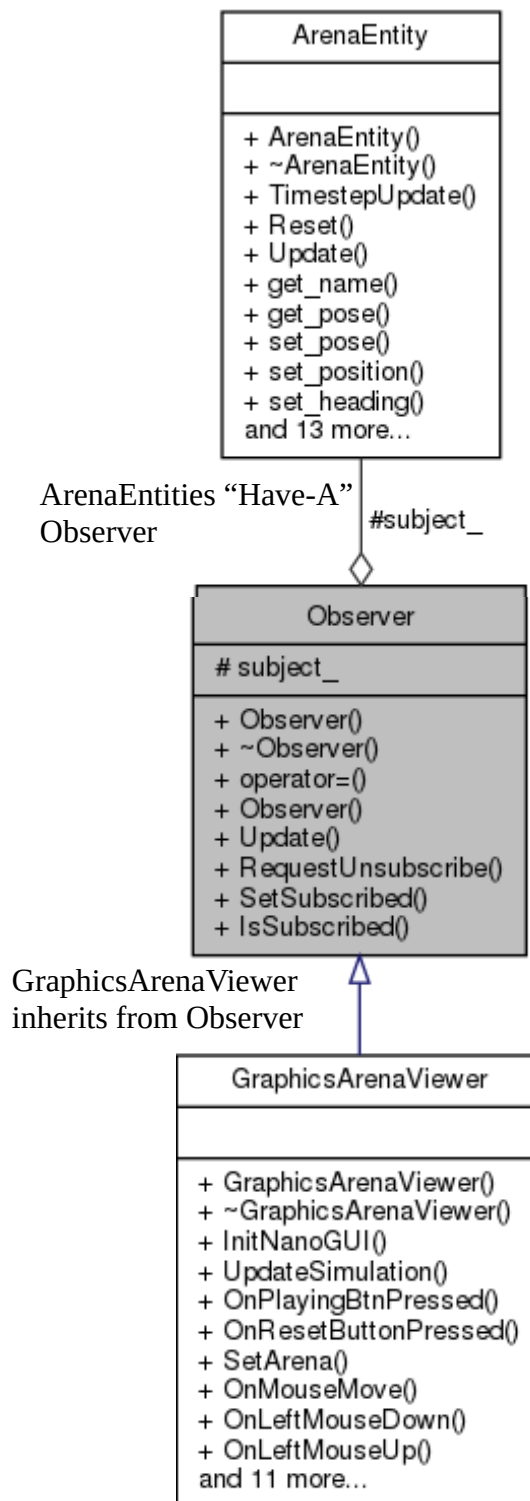 ArenaEntity
+ ArenaEntity()
+ ~ArenaEntity()
+ TimestepUpdate()
+ Reset()
+ Update()
+ get_name()
+ get_pose()
+ set_pose()
+ set_position()
+ set_heading()
and 13 more...
ArenaEntities “Have-A”
Observer
#subject_
Observer
# subject_
+ Observer()
+ ~Observer()
+ operator=()
+ Observer()
+ Update()
+ RequestUnsubscribe()
+ SetSubscribed()
+ IsSubscribed()
GraphicsArenaViewer
inherits from Observer
GraphicsArenaViewer
+ GraphicsArenaViewer()
+ ~GraphicsArenaViewer()
+ InitNanoGUI()
+ UpdateSimulation()
+ OnPlayingBtnPressed()
+ OnResetButtonPressed()
+ SetArena()
+ OnMouseMove()
+ OnLeftMouseDown()
+ OnLeftMouseUp()
and 11 more...